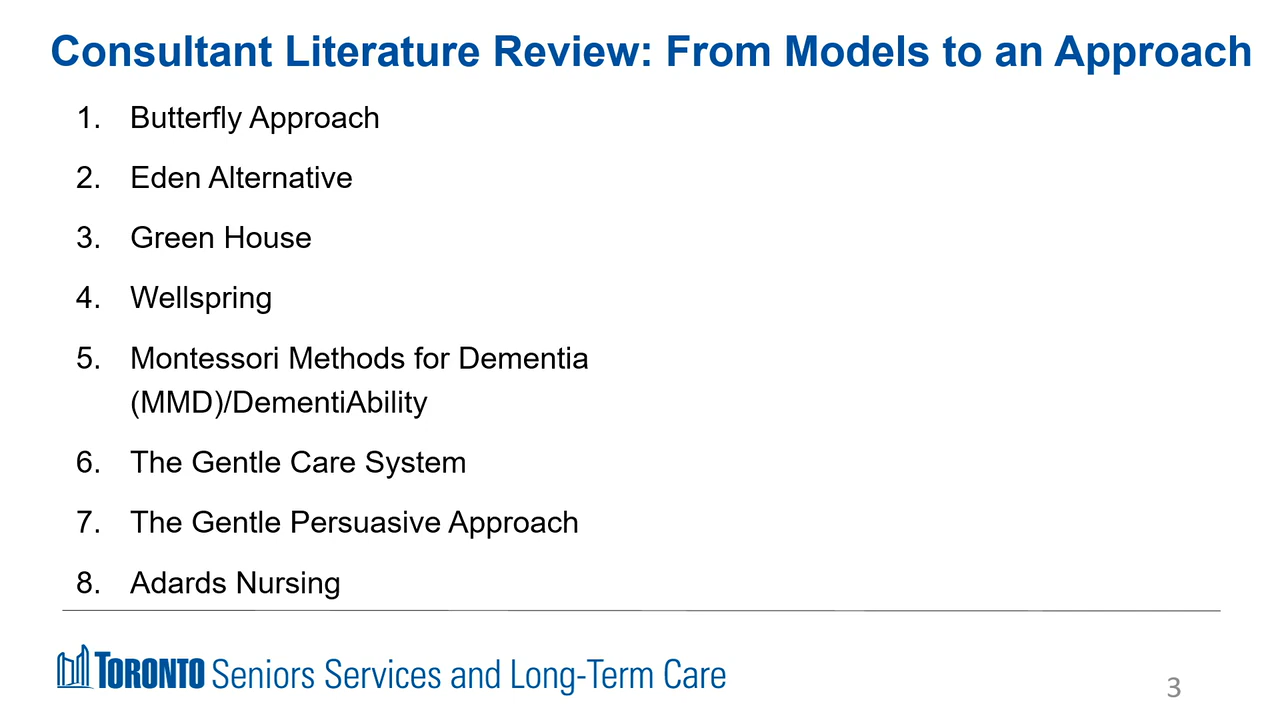 Consultant Literature Review: From Models to an Approach
1. Butterfly Approach
2. Eden Alternative
3. Green House
4. Wellspring
5. Montessori Methods for Dementia
(MMD)/DementiAbility
6. The Gentle Care System
7. The Gentle Persuasive Approach
8. Adards Nursing
TORONTO Seniors Services and Long-Term Care
3